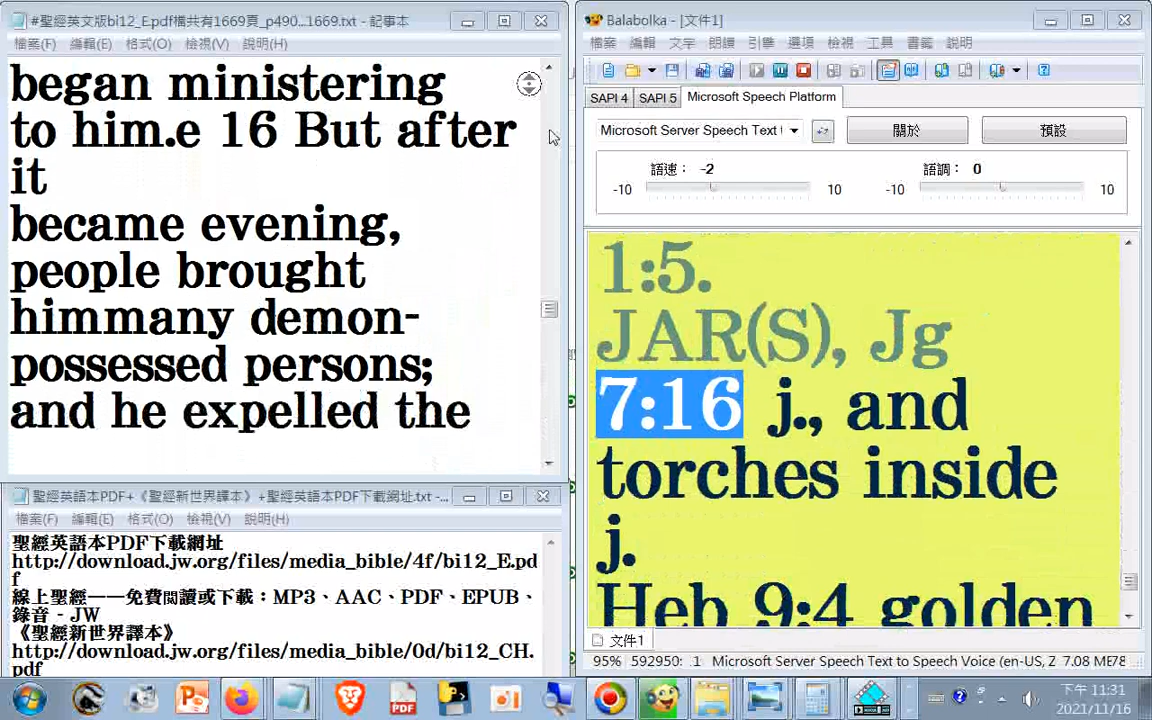 #聖經英文版bi12_E.pdf檔共有1669頁_p490...1669.txt - 記事本
檔案(F) 編輯(E) 格式(O) 檢視(V) 說明(H)
began ministering
to him.e 16 But after
it
became evening,
people brought
himmany demon-
possessed persons;
and he expelled the
聖經英語本PDF+《聖經新世界譯本》+聖經英語本PDF下載網址.txt - ...
檔案(F) 編輯(E) 格式(O) 檢視(V) 說明(H)
聖經英語本PDF下載網址
http://download.jw.org/files/media_bible/4f/bi12_E.pd
f
線上聖經——免費閱讀或下載：MP3、AAC、PDF、EPUB、
錄音 - JW
《聖經新世界譯本》
http://download.jw.org/files/media_bible/0d/bi12_CH.
pdf
Balabolka - [文件1]
檔案 編輯 文字 朗讀 引擎 選項 檢視 工具 書籤 說明
SAPI 4 SAPI 5 Microsoft Speech Platform
Microsoft Server Speech Text 關於 預設
語速： -2 語調： 0
-10 10 -10 10
1:5.
JAR(S), Jg
7:16 j., and
torches inside
j.
Heb 9:4 golden
文件1
95% 592950: .1 Microsoft Server Speech Text to Speech Voice (en-US, Z 7.08 ME
下午 11:31
2021/11/16